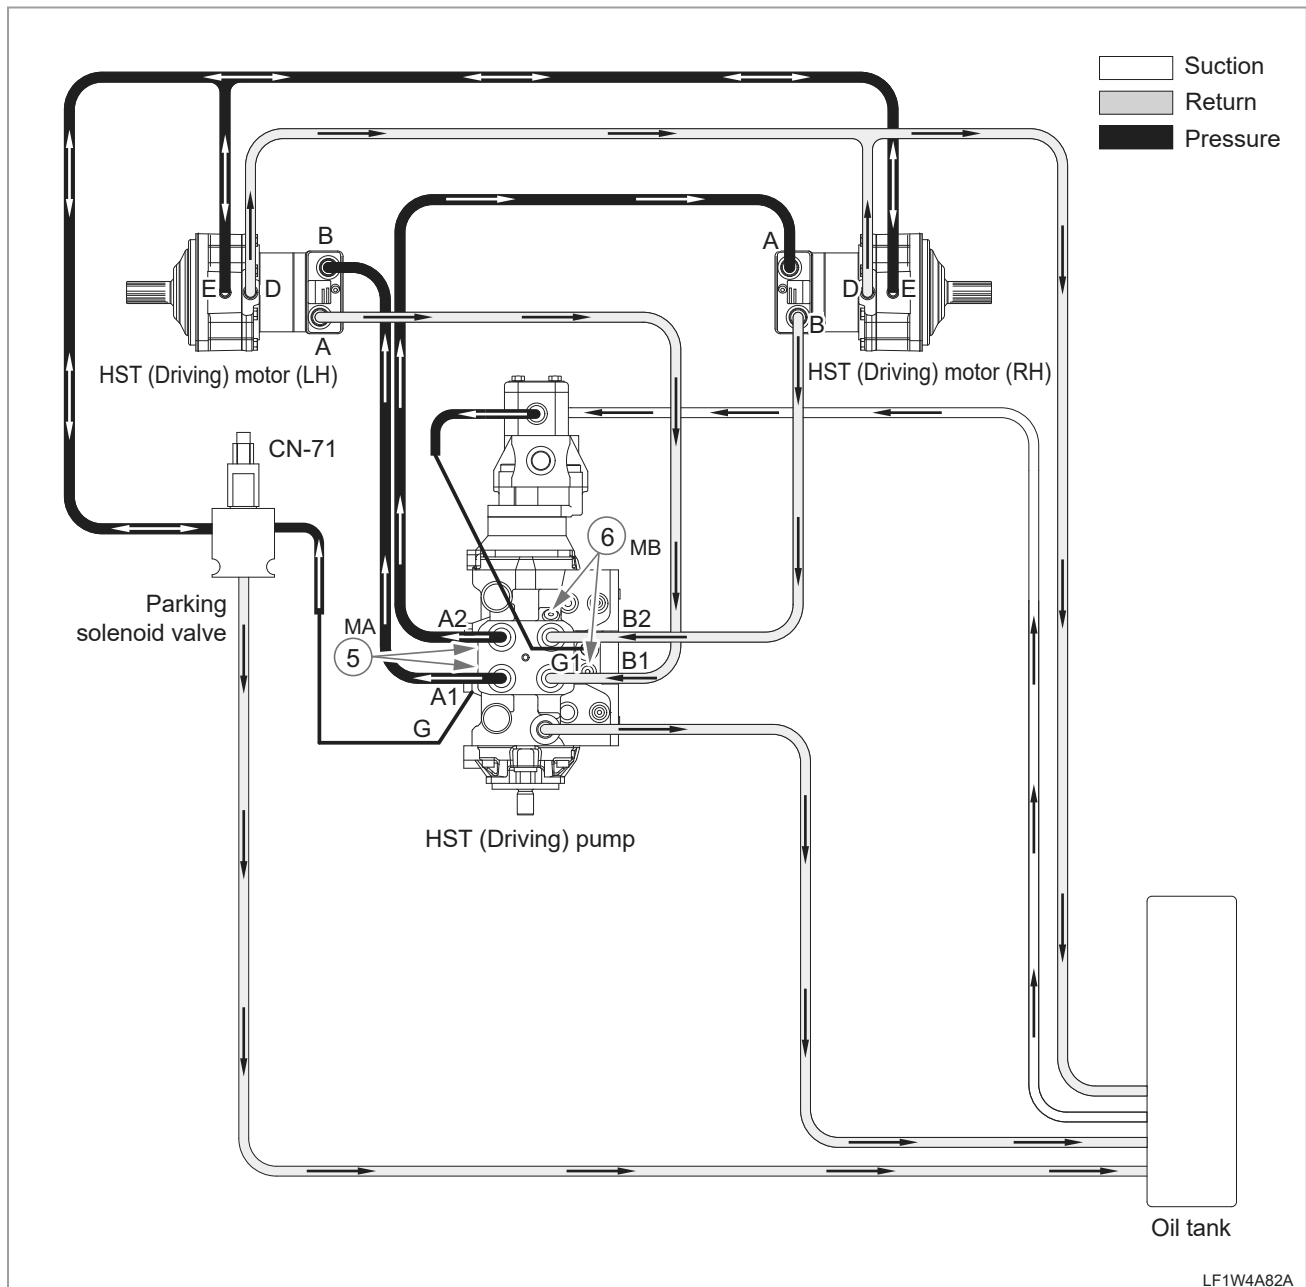 Suction
Return
Pressure
B
A
E
D
D
E
A
B
HST (Driving) motor (LH)
HST (Driving) motor (RH)
CN-71
6
MB
Parking
solenoid valve
MA
A2
B2
5
G1
B1
A1
G
HST (Driving) pump
Oil tank
LF1W4A82A